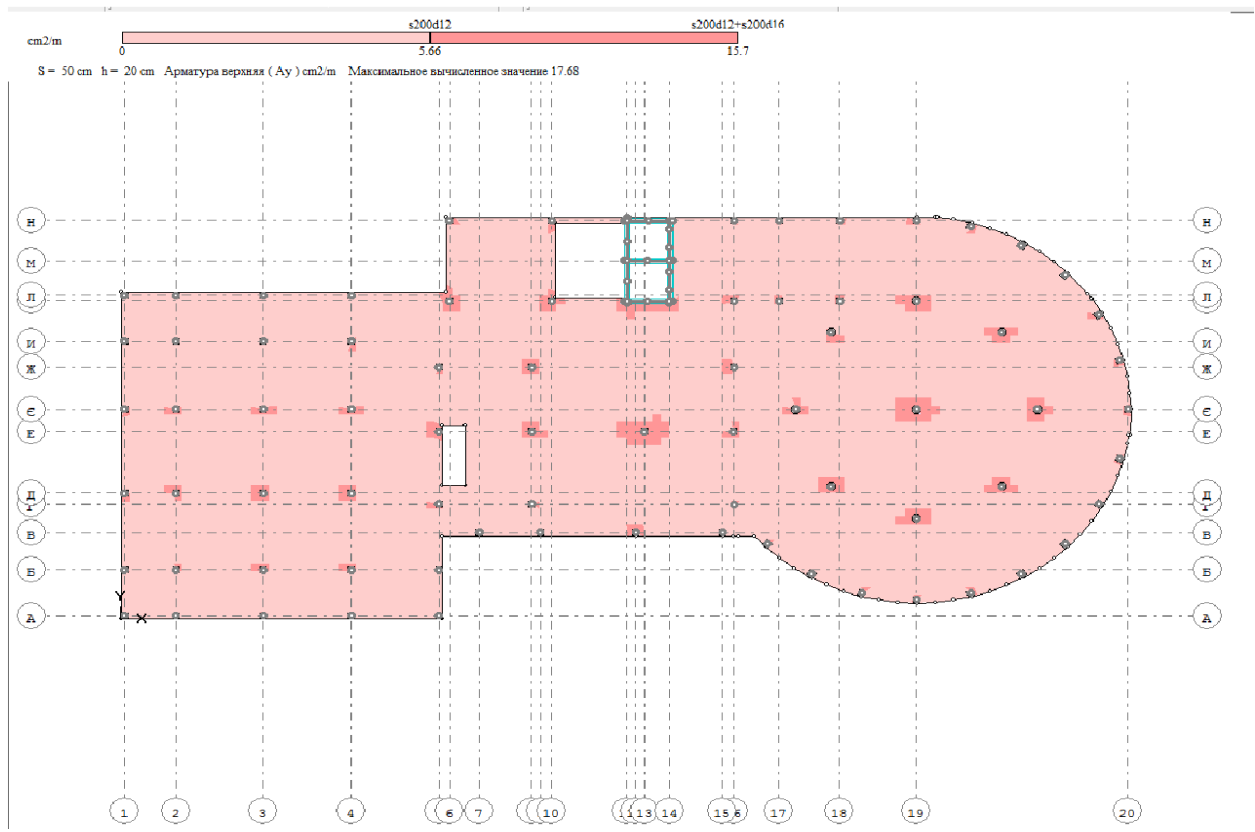 s200d12 s200d12+s200d16
cm2/m
0 5.66 15.7
S = 50 cm h = 20 cm Арматура верхняя ( Ay ) cm2/m Максимальное вычисленное значение 17.68
Н Н
М М
Л Л
И И
Ж Ж
Є Є
Е Е
Д Д
В В
Б Б
Y
А X А
1 2 3 4 6 7 10 13 14 15 17 18 19 20